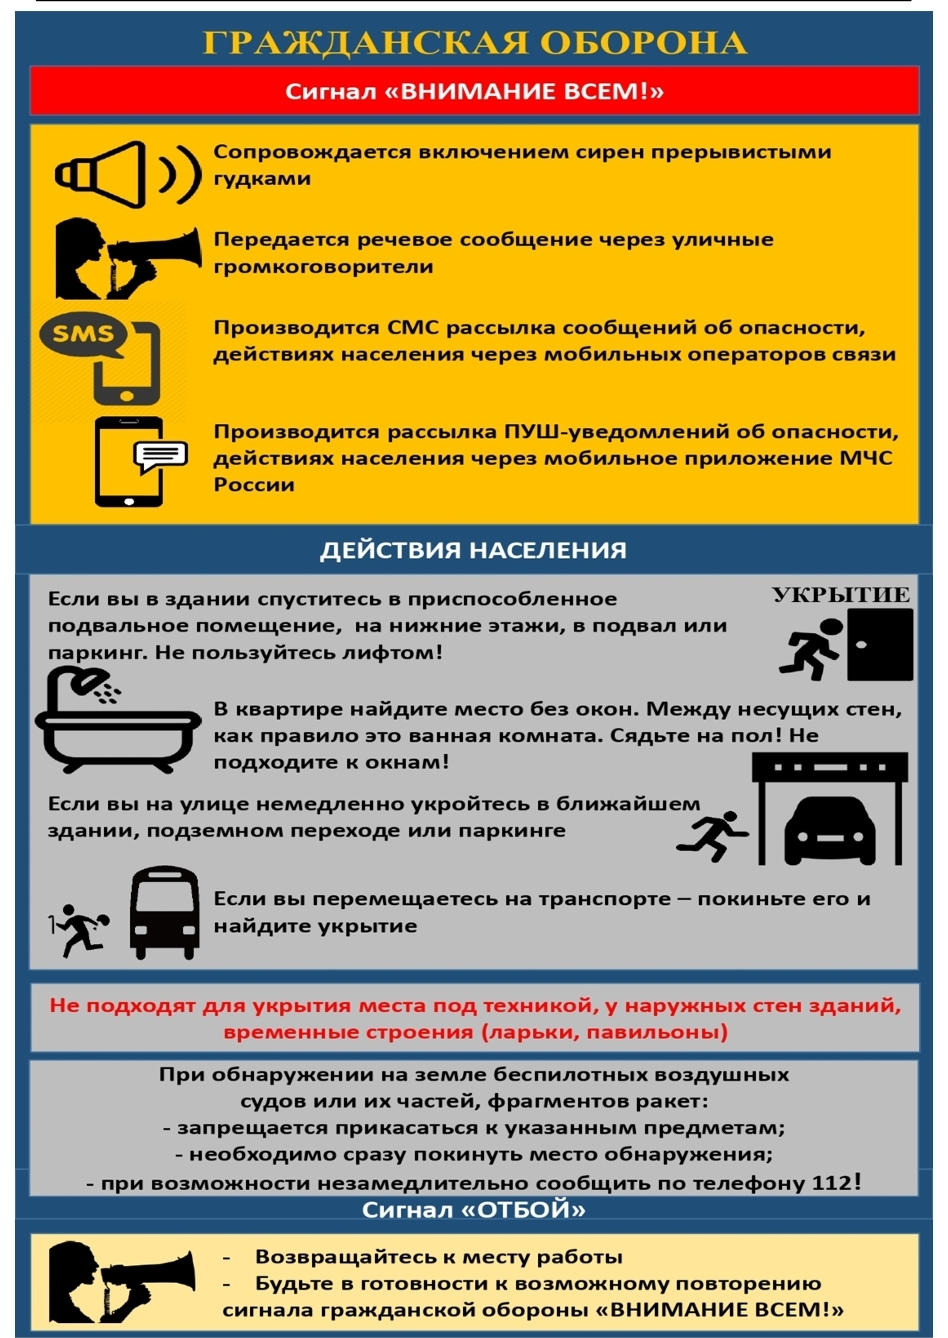 ГРАЖДАНСКАЯ ОБОРОНА
Сигнал «ВНИМАНИЕ ВСЕМ!»
Сопровождается включением сирен прерывистыми
гудками
Передается речевое сообщение через уличные
громкоговорители
SMS
Производится СМС рассылка сообщений об опасности,
действиях населения через мобильных операторов связи
Производится рассылка ПУШ-уведомлений об опасности,
действиях населения через мобильное приложение МЧС
России
ДЕЙСТВИЯ НАСЕЛЕНИЯ
Если вы в здании спуститесь в приспособленное
подвальное помещение, на нижние этажи, в подвал или
паркинг. Не пользуйтесь лифтом!
УКРЫТИЕ
В квартире найдите место без окон. Между несущих стен,
как правило это ванная комната. Сядьте на пол! Не
подходите к окнам!
Если вы на улице немедленно укройтесь в ближайшем
здании, подземном переходе или паркинге
Если вы перемещаетесь на транспорте – покиньте его и
найдите укрытие
Не подходят для укрытия места под техникой, у наружных стен зданий,
временные строения (ларьки, павильоны)
При обнаружении на земле беспилотных воздушных
судов или их частей, фрагментов ракет:
- запрещается прикасаться к указанным предметам;
- необходимо сразу покинуть место обнаружения;
- при возможности незамедлительно сообщить по телефону 112!
Сигнал «ОТБОЙ»
- Возвращайтесь к месту работы
- Будьте в готовности к возможному повторению
сигнала гражданской обороны «ВНИМАНИЕ ВСЕМ!»